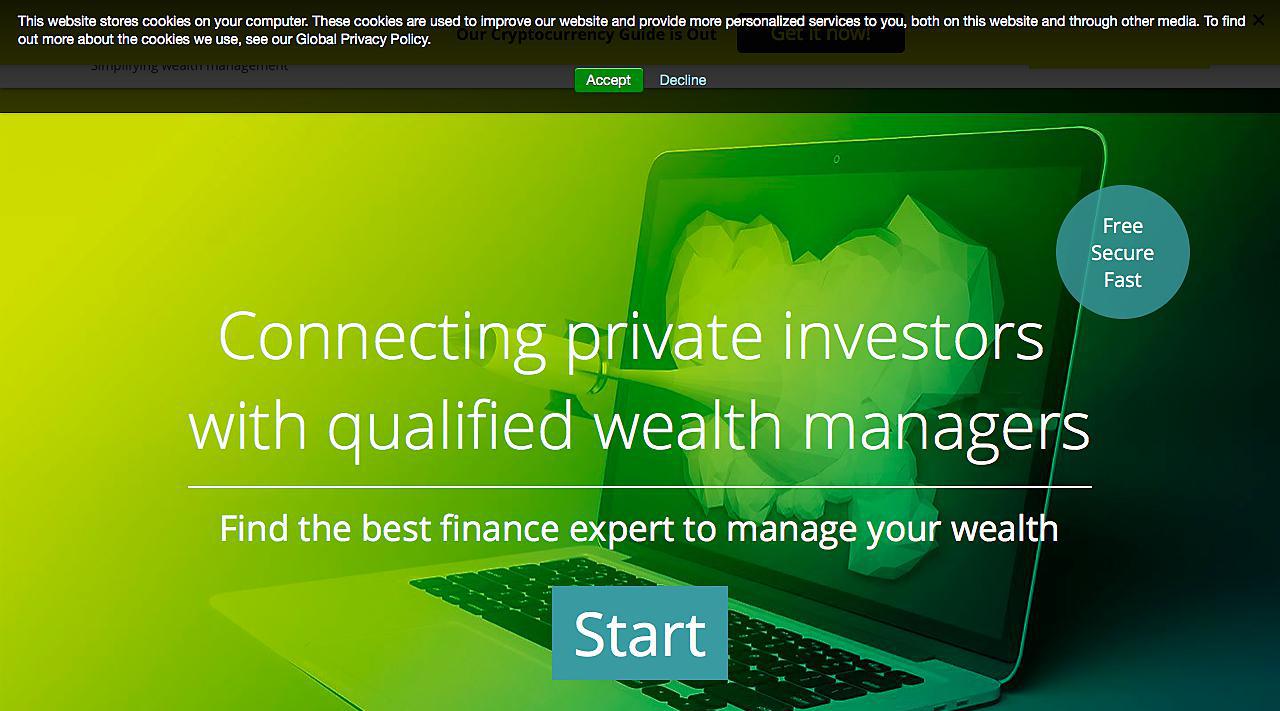 This website stores cookies on your computer. These cookies are used to improve our website and provide more personalized services to you, both on this website and through other media. To find
out more about the cookies we use, see our Global Privacy Policy.
Our Cryptocurrency Guide is Out
Get it now!
Simplifying wealth management
Accept
Decline
Free
Secure
Fast
Connecting private investors
with qualified wealth managers
Find the best finance expert to manage your wealth
Start